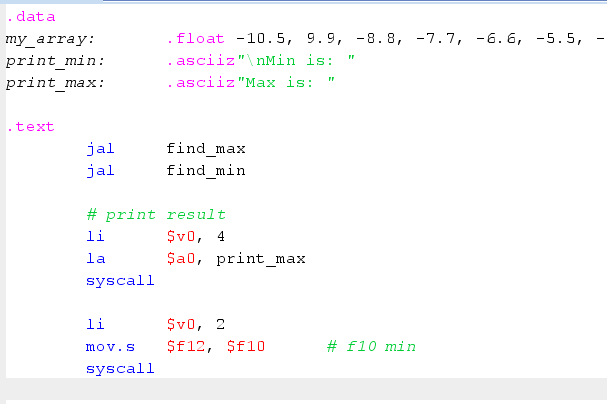 .data
my_array: .float -10.5, 9.9, -8.8, -7.7, -6.6, -5.5, -
print_min: .asciiz"\nMin is: "
print_max: .asciiz"Max is: "
.text
jal find_max
jal find_min
# print result
li $v0, 4
la $a0, print_max
syscall
li $v0, 2
mov.s $f12, $f10 # f10 min
syscall